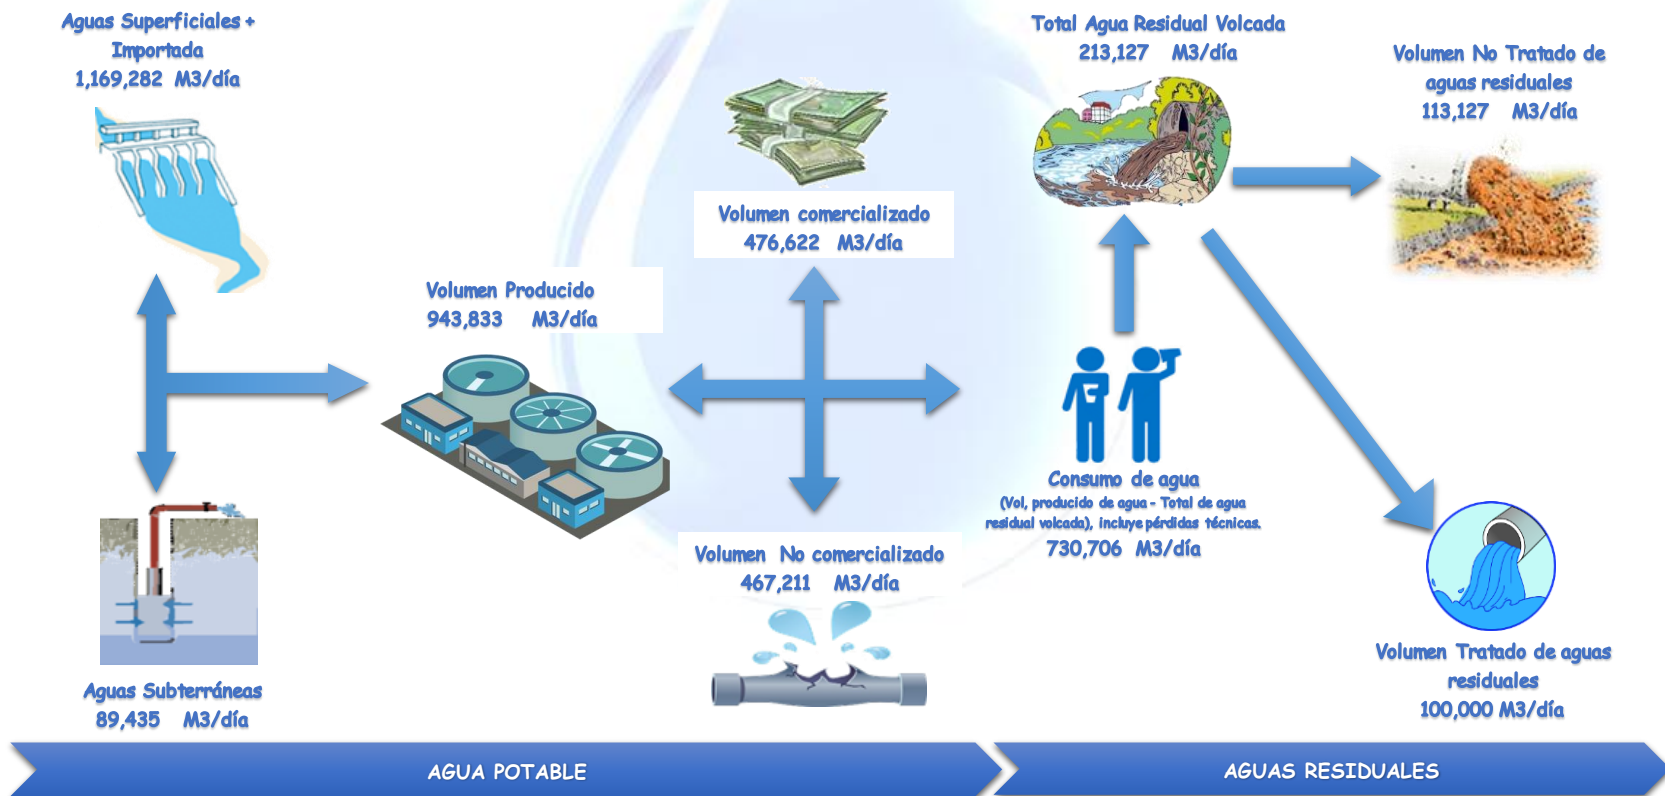 Aguas Superficiales +
Importada
1,169,282 M3/día
Aguas Subterráneas
89,435 M3/día
Volumen Producido
943,833 M3/día
Volumen comercializado
476,622 M3/día
Volumen No comercializado
467,211 M3/día
Total Agua Residual Volcada
213,127 M3/día
Consumo de agua
(Vol, producido de agua - Total de agua
residual volcada), incluye pérdidas técnicas.
730,706 M3/día
Volumen No Tratado de
aguas residuales
113,127 M3/día
Volumen Tratado de aguas
residuales
100,000 M3/día
AGUA POTABLE
AGUAS RESIDUALES